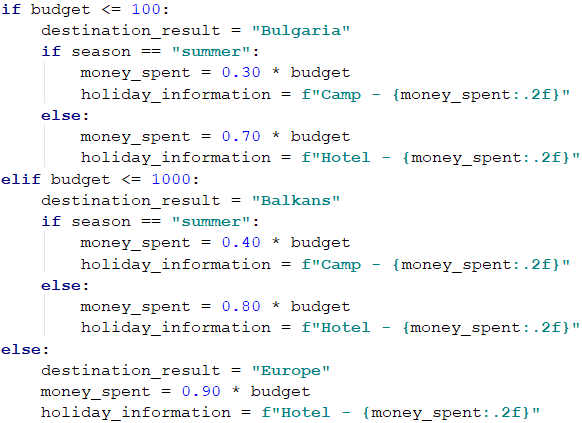 if budget <= 100:
    destination_result = "Bulgaria"
    if season == "summer":
        money_spent = 0.30 * budget
        holiday_information = f"Camp - {money_spent:.2f}"
    else:
        money_spent = 0.70 * budget
        holiday_information = f"Hotel - {money_spent:.2f}"
elif budget <= 1000:
    destination_result = "Balkans"
    if season == "summer":
        money_spent = 0.40 * budget
        holiday_information = f"Camp - {money_spent:.2f}"
    else:
        money_spent = 0.80 * budget
        holiday_information = f"Hotel - {money_spent:.2f}"
else:
    destination_result = "Europe"
    money_spent = 0.90 * budget
    holiday_information = f"Hotel - {money_spent:.2f}"